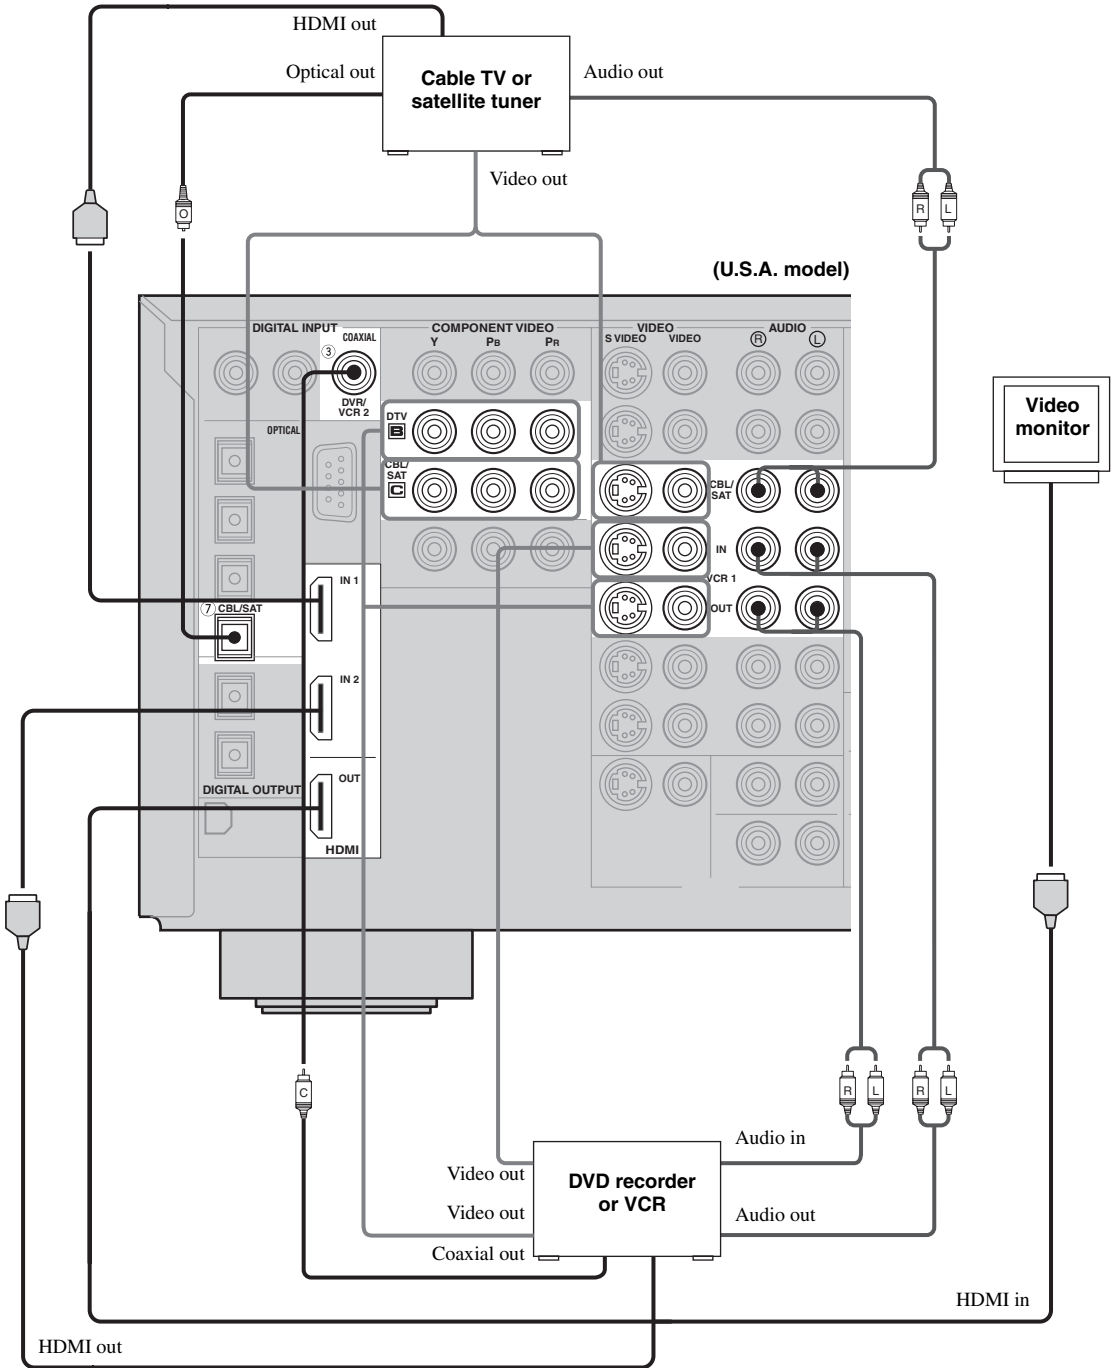 HDMI out
Optical out
Cable TV or
satellite tuner
Audio out
Video out
O
R L
(U.S.A. model)
DIGITAL INPUT
COMPONENT VIDEO
VIDEO
AUDIO
③
COAXIAL
Y
PB
PR
S VIDEO
VIDEO
R
L
DVR/
VCR 2
OPTICAL
DTV
B
CBL/
SAT
C
CBL/
SAT
IN
VCR 1
OUT
Video
monitor
IN 1
⑦ CBL/SAT
IN 2
OUT
DIGITAL OUTPUT
HDMI
C
R L
R L
Audio in
Video out
DVD recorder
or VCR
Video out
Audio out
Coaxial out
HDMI in
HDMI out